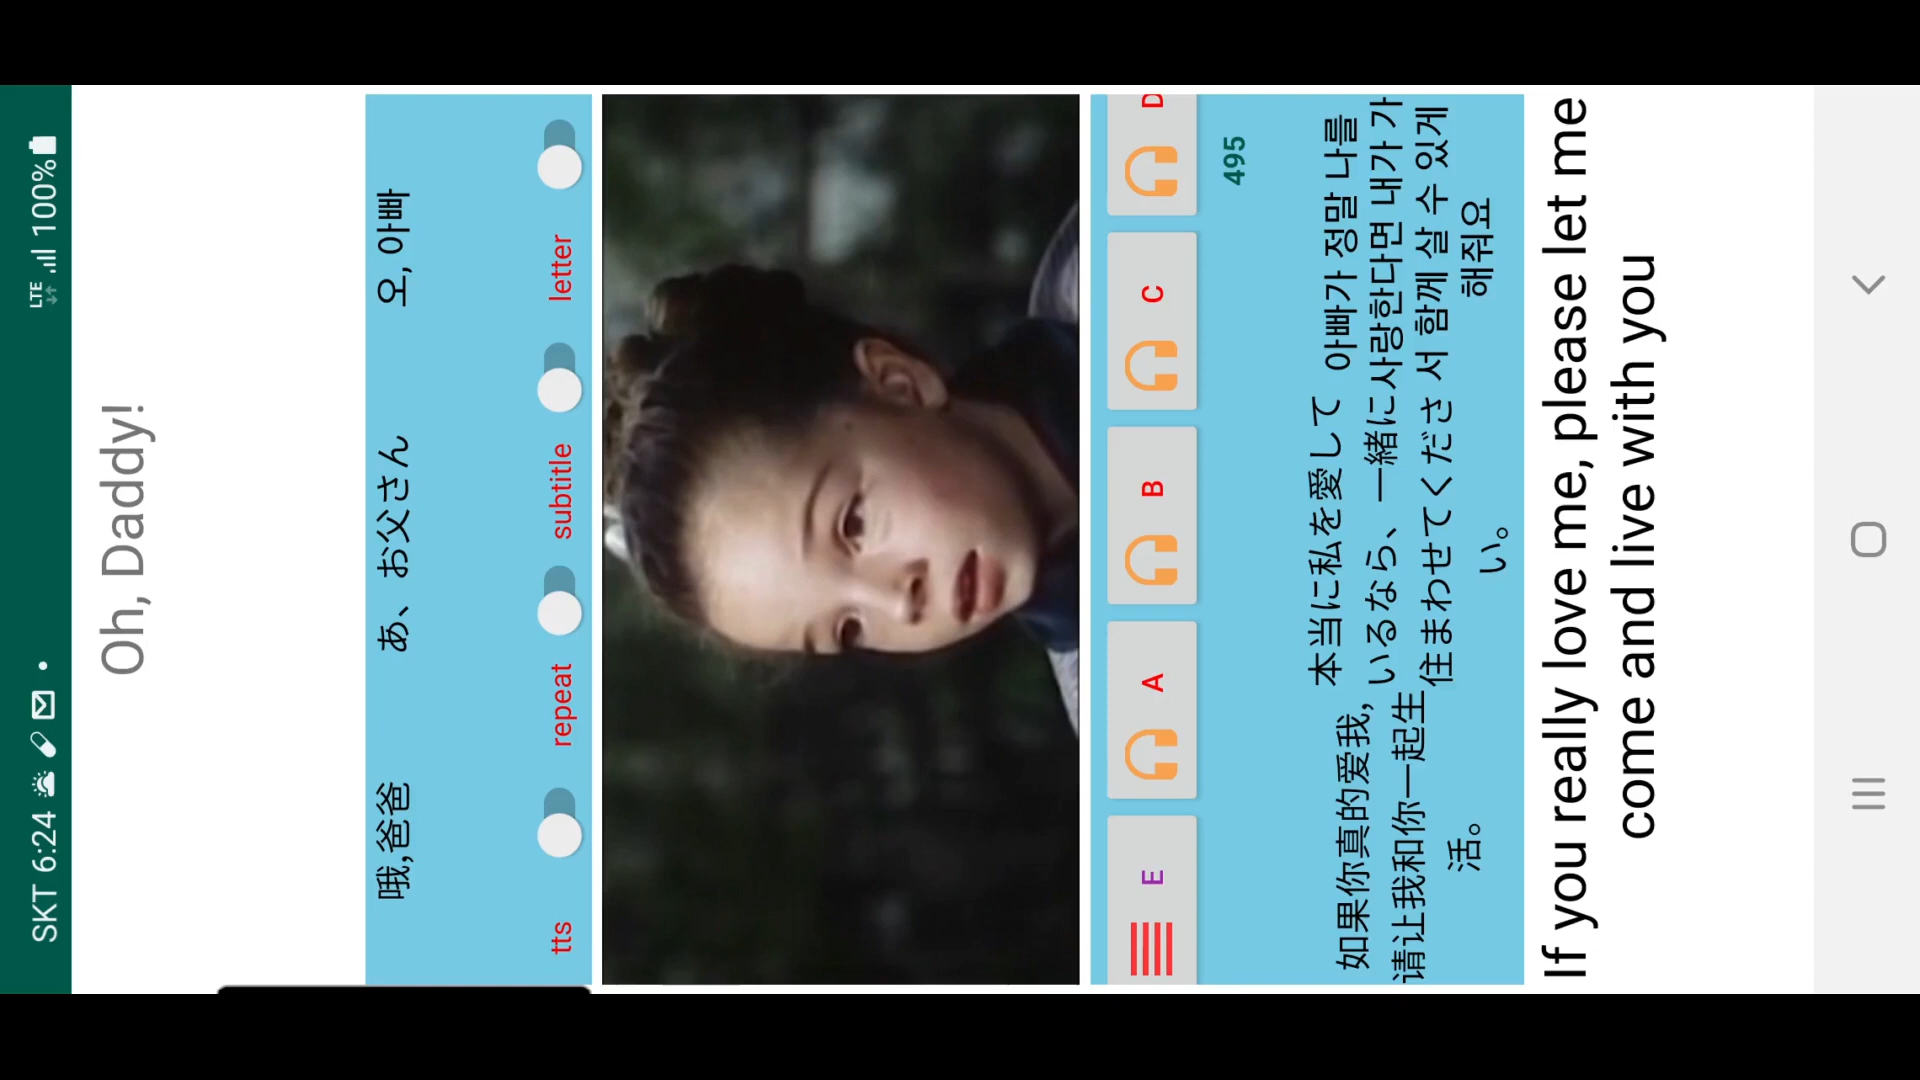 SKT 6:24
LTE 100%
Oh, Daddy!
哦,爸爸
あ、お父さん
오, 아빠
tts
repeat
subtitle
letter
E
A
B
C
D
495
如果你真的爱我,
请让我和你一起生
活。
本当に私を愛して
いるなら、一緒に
住まわせてくださ
い。
아빠가 정말 나를
사랑한다면 내가 가
서 함께 살 수 있게
해줘요
If you really love me, please let me
come and live with you